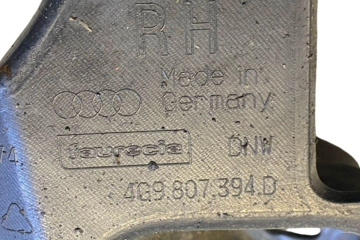 RH
Made in
Germany
faurecia
DNW
4G9.807.394.D